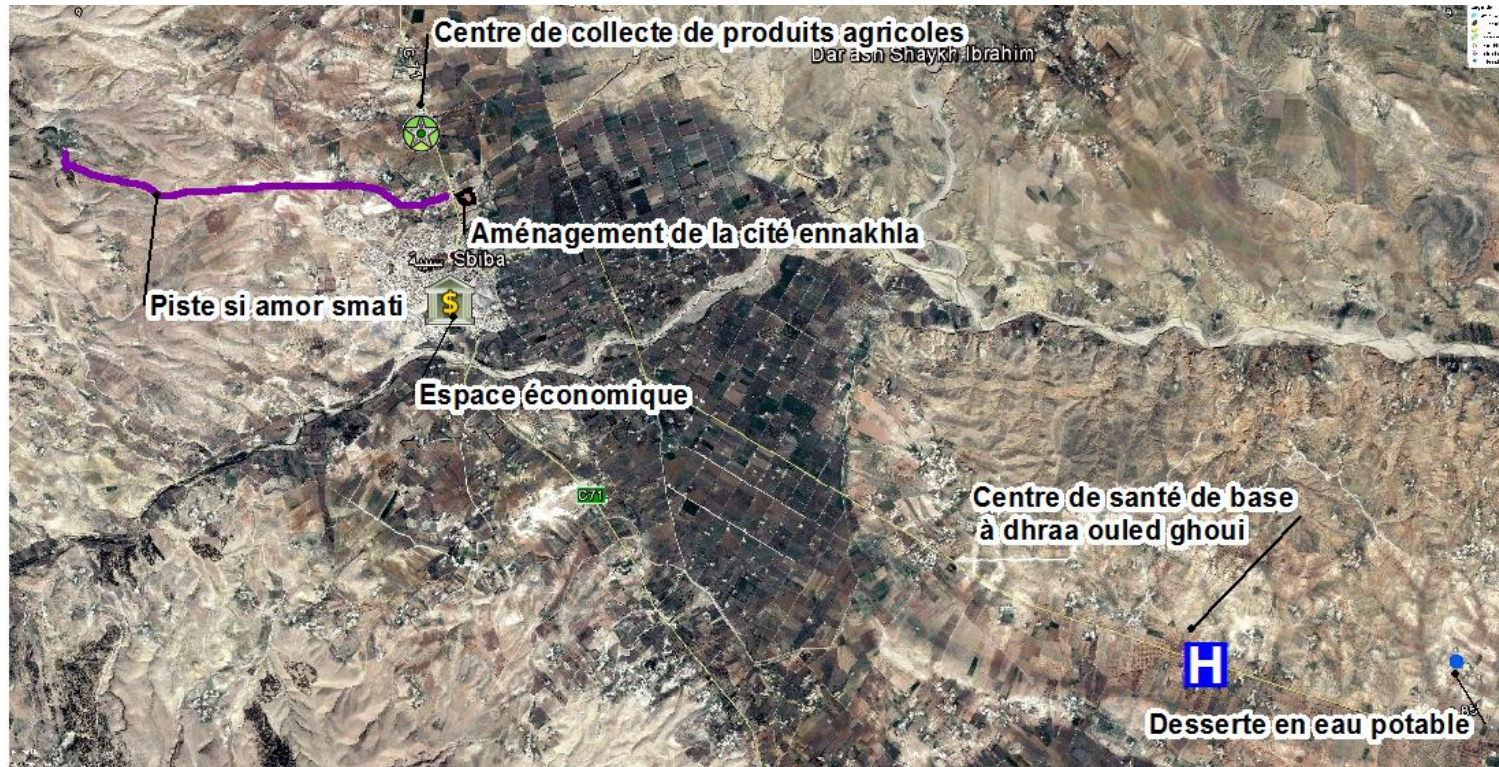 Centre de collecte de produits agricoles
Dar ash Shaykh Ibrahim
Aménagement de la cité ennakhla
Sbiba
Piste si amor smati
$
Espace économique
C71
Centre de santé de base
à dhraa ouled ghoui
H
Desserte en eau potable